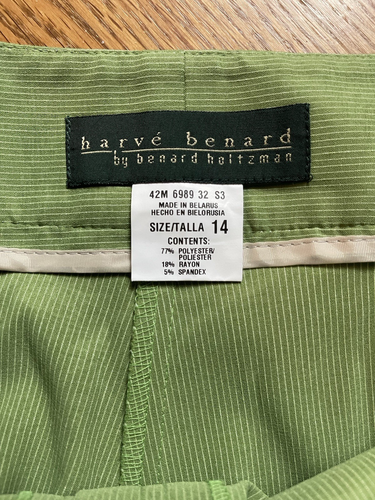 harvé benard
by benard holtzman
42M 6989 32 S3
MADE IN BELARUS
HECHO EN BIELORUSIA
SIZE/TALLA 14
CONTENTS:
77% POLYESTER/
POLIESTER
18% RAYON
5% SPANDEX